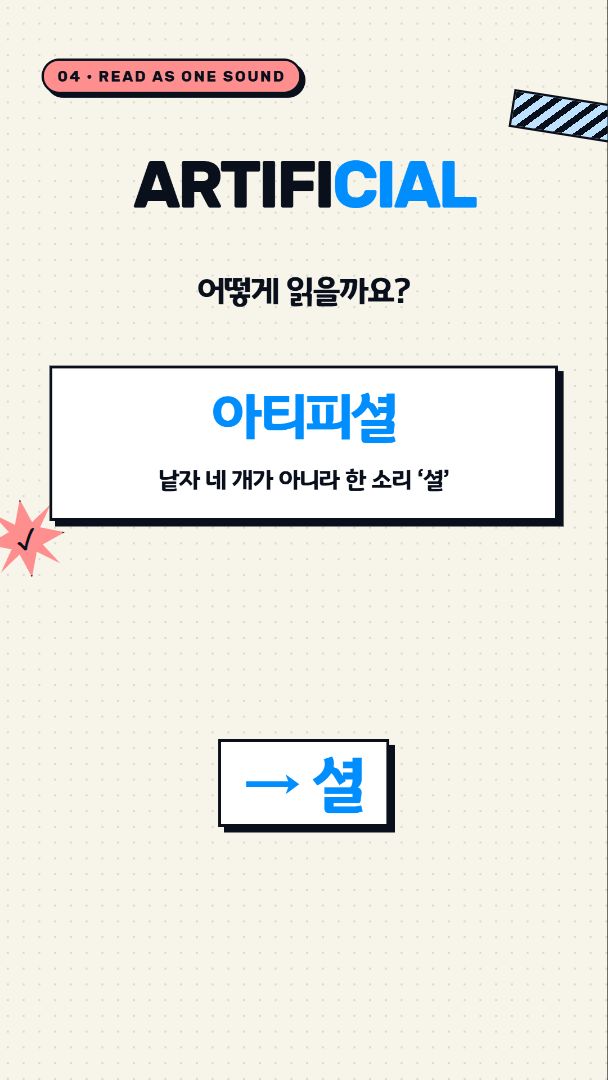 04 • READ AS ONE SOUND
ARTIFICIAL
어떻게 읽을까요?
아티피셜
낱자 네 개가 아니라 한 소리 ‘셜’
→ 셜